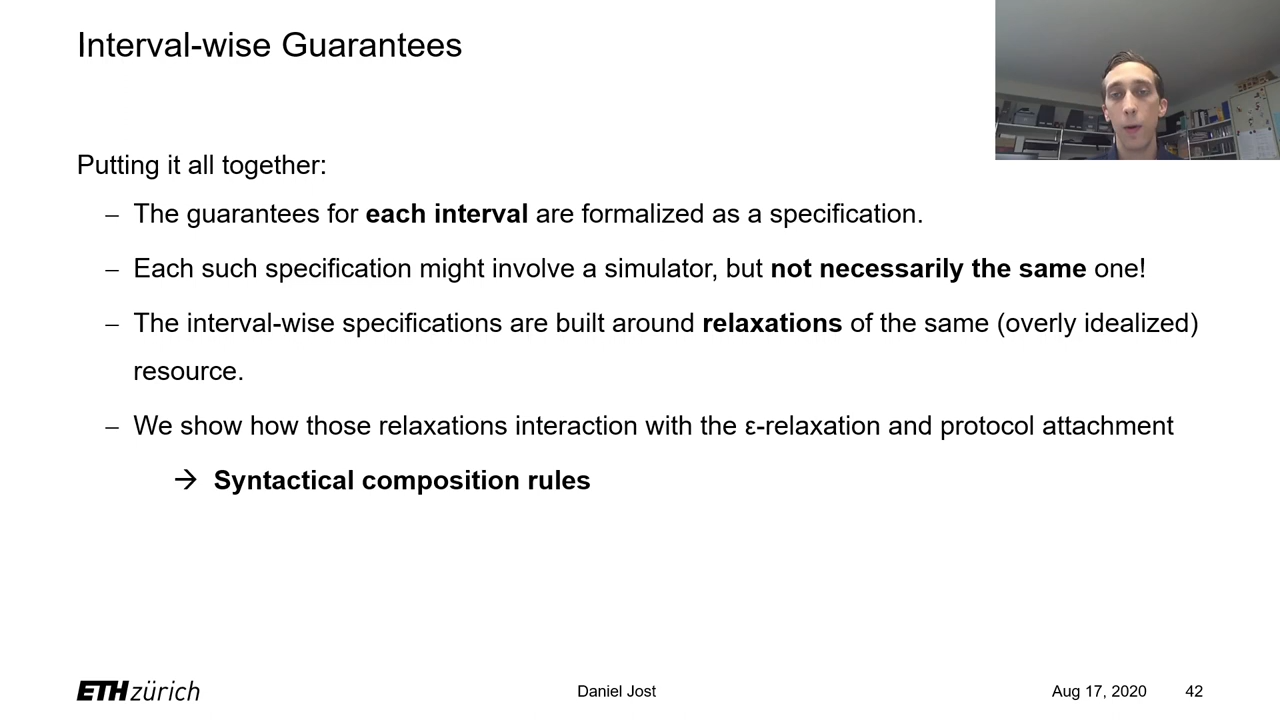 Interval-wise Guarantees
Putting it all together:
– The guarantees for each interval are formalized as a specification.
– Each such specification might involve a simulator, but not necessarily the same one!
– The interval-wise specifications are built around relaxations of the same (overly idealized)
resource.
– We show how those relaxations interaction with the ε-relaxation and protocol attachment
→ Syntactical composition rules
ETH zürich
Daniel Jost
Aug 17, 2020
42